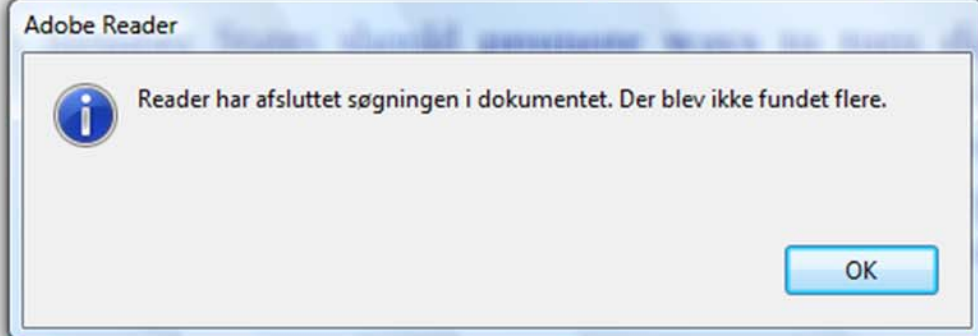 Adobe Reader
Reader har afsluttet søgningen i dokumentet. Der blev ikke fundet flere.
OK